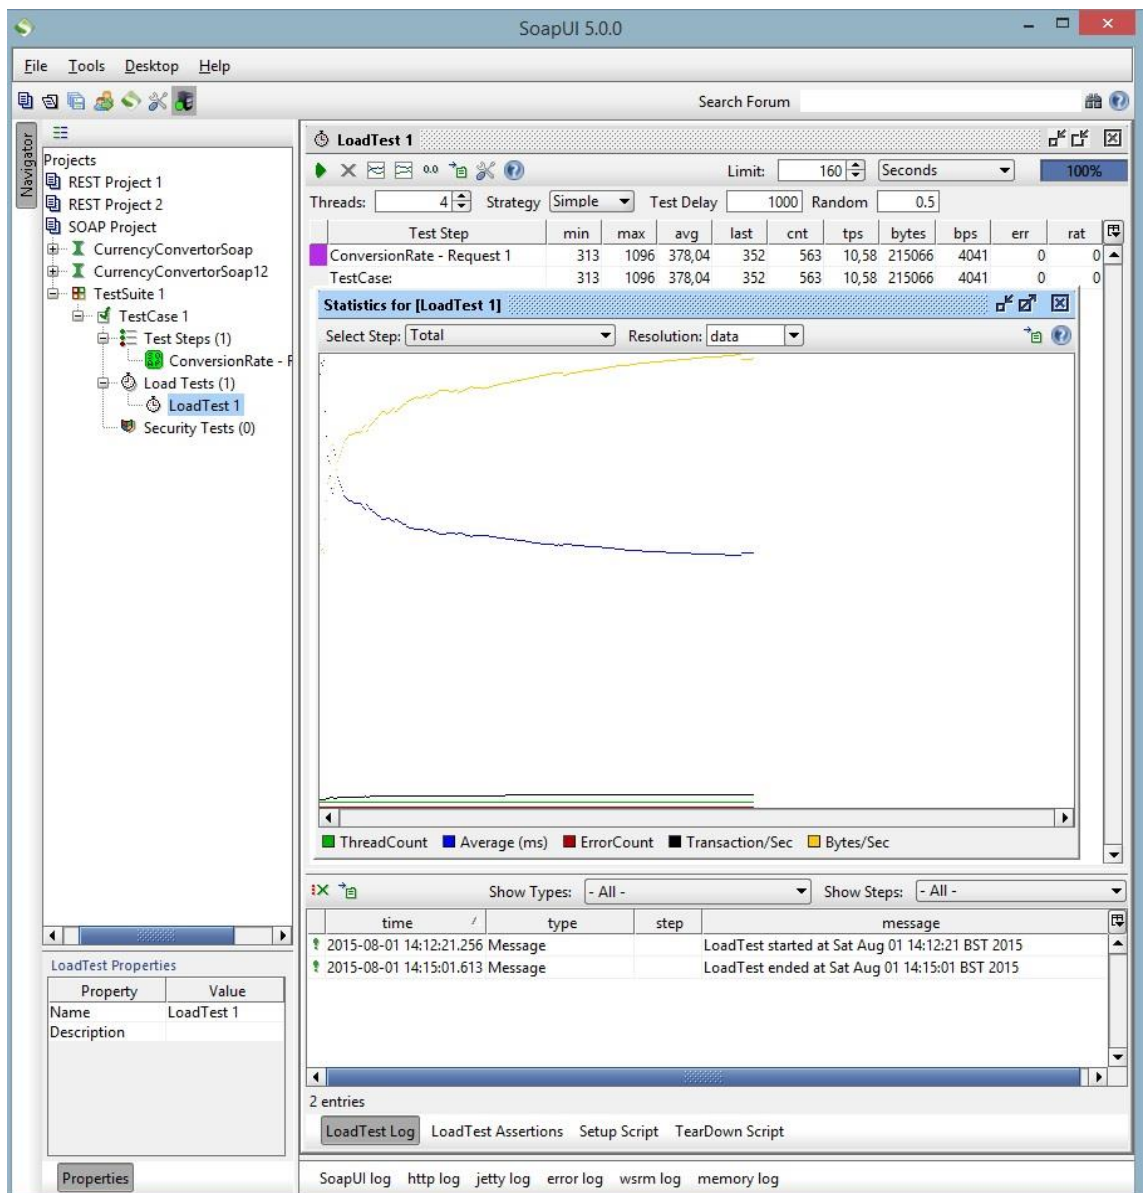 SoapUI 5.0.0
File Tools Desktop Help
Search Forum
Navigator
Projects
REST Project 1
REST Project 2
SOAP Project
CurrencyConvertorSoap
CurrencyConvertorSoap12
TestSuite 1
TestCase 1
Test Steps (1)
ConversionRate - R
Load Tests (1)
LoadTest 1
Security Tests (0)
LoadTest Properties
Property Value
Name LoadTest 1
Description
Properties
LoadTest 1
0.0 Limit: 160 Seconds 100%
Threads: 4 Strategy Simple Test Delay 1000 Random 0.5
Test Step min max avg last cnt tps bytes bps err rat
ConversionRate - Request 1 313 1096 378,04 352 563 10,58 215066 4041 0 0
TestCase: 313 1096 378,04 352 563 10,58 215066 4041 0 0
Statistics for [LoadTest 1]
Select Step: Total Resolution: data
ThreadCount Average (ms) ErrorCount Transaction/Sec Bytes/Sec
Show Types: - All - Show Steps: - All -
time / type step message
2015-08-01 14:12:21.256 Message LoadTest started at Sat Aug 01 14:12:21 BST 2015
2015-08-01 14:15:01.613 Message LoadTest ended at Sat Aug 01 14:15:01 BST 2015
2 entries
LoadTest Log LoadTest Assertions Setup Script TearDown Script
SoapUI log http log jetty log error log wsrm log memory log